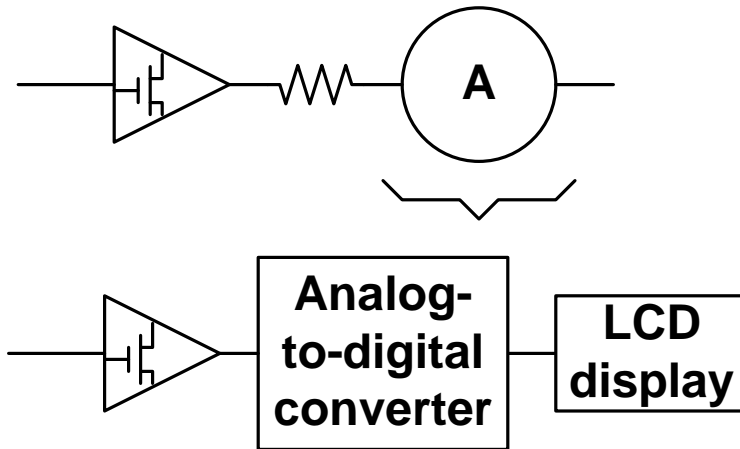 A
Analog-
to-digital
converter
LCD
display